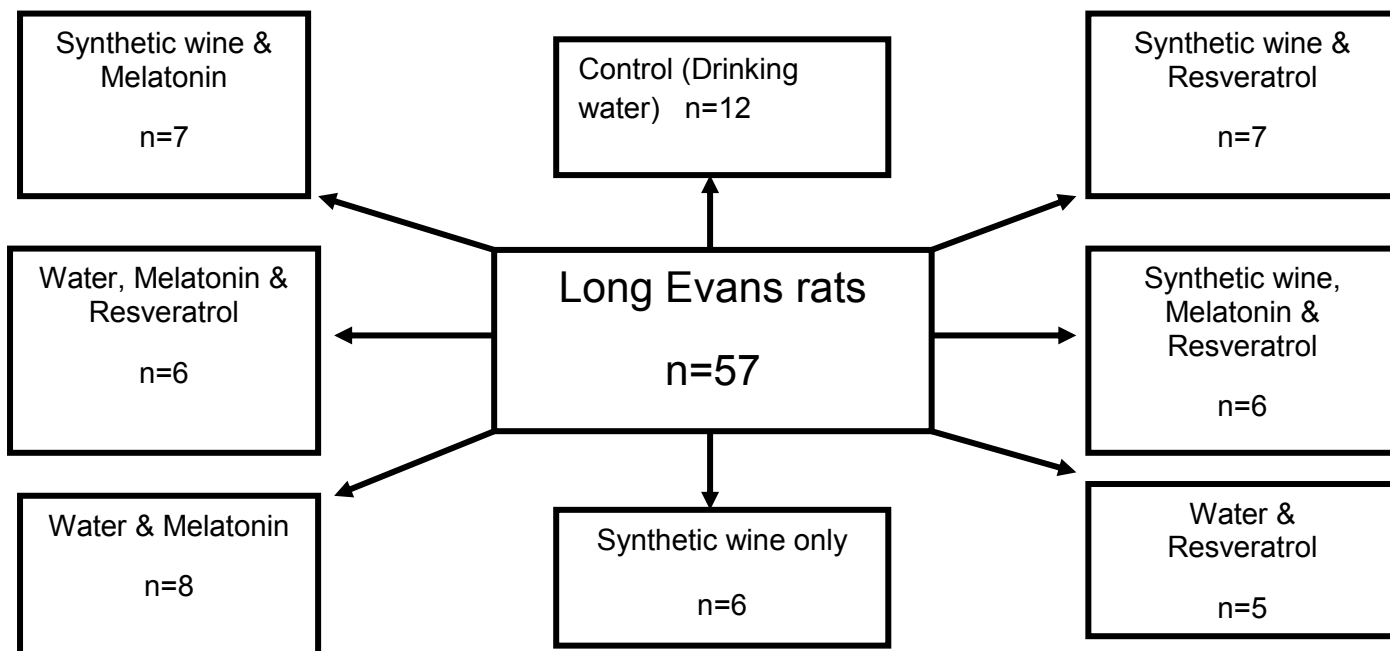 Synthetic wine &
Melatonin
n=7
Control (Drinking
water)   n=12
Synthetic wine &
Resveratrol
n=7
Water, Melatonin &
Resveratrol
n=6
Long Evans rats
n=57
Synthetic wine,
Melatonin &
Resveratrol
n=6
Water & Melatonin
n=8
Synthetic wine only
n=6
Water &
Resveratrol
n=5